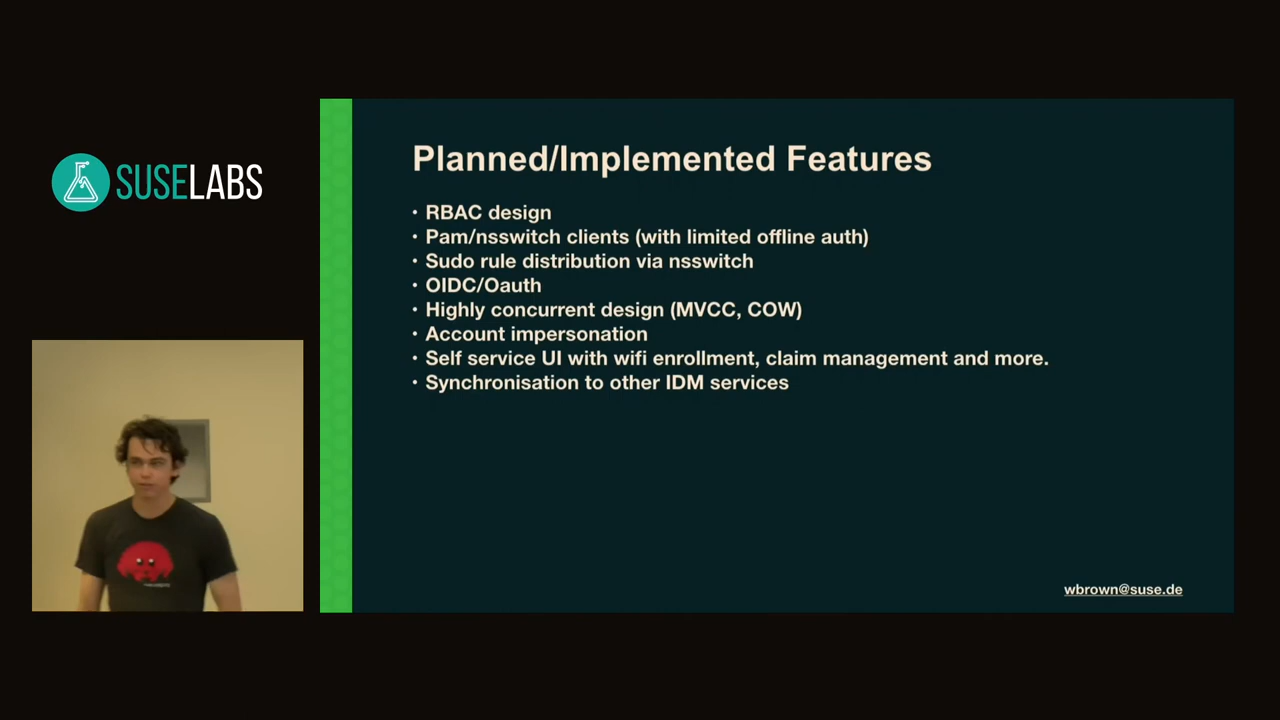 SUSELABS
Planned/Implemented Features
• RBAC design
• Pam/nsswitch clients (with limited offline auth)
• Sudo rule distribution via nsswitch
• OIDC/Oauth
• Highly concurrent design (MVCC, COW)
• Account impersonation
• Self service UI with wifi enrollment, claim management and more.
• Synchronisation to other IDM services
wbrown@suse.de